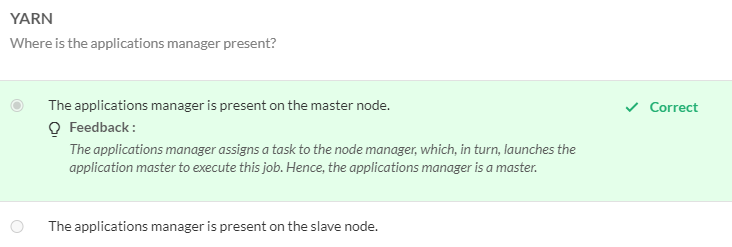 YARN
Where is the applications manager present?
The applications manager is present on the master node.
Correct
Feedback :
The applications manager assigns a task to the node manager, which, in turn, launches the
application master to execute this job. Hence, the applications manager is a master.
The applications manager is present on the slave node.